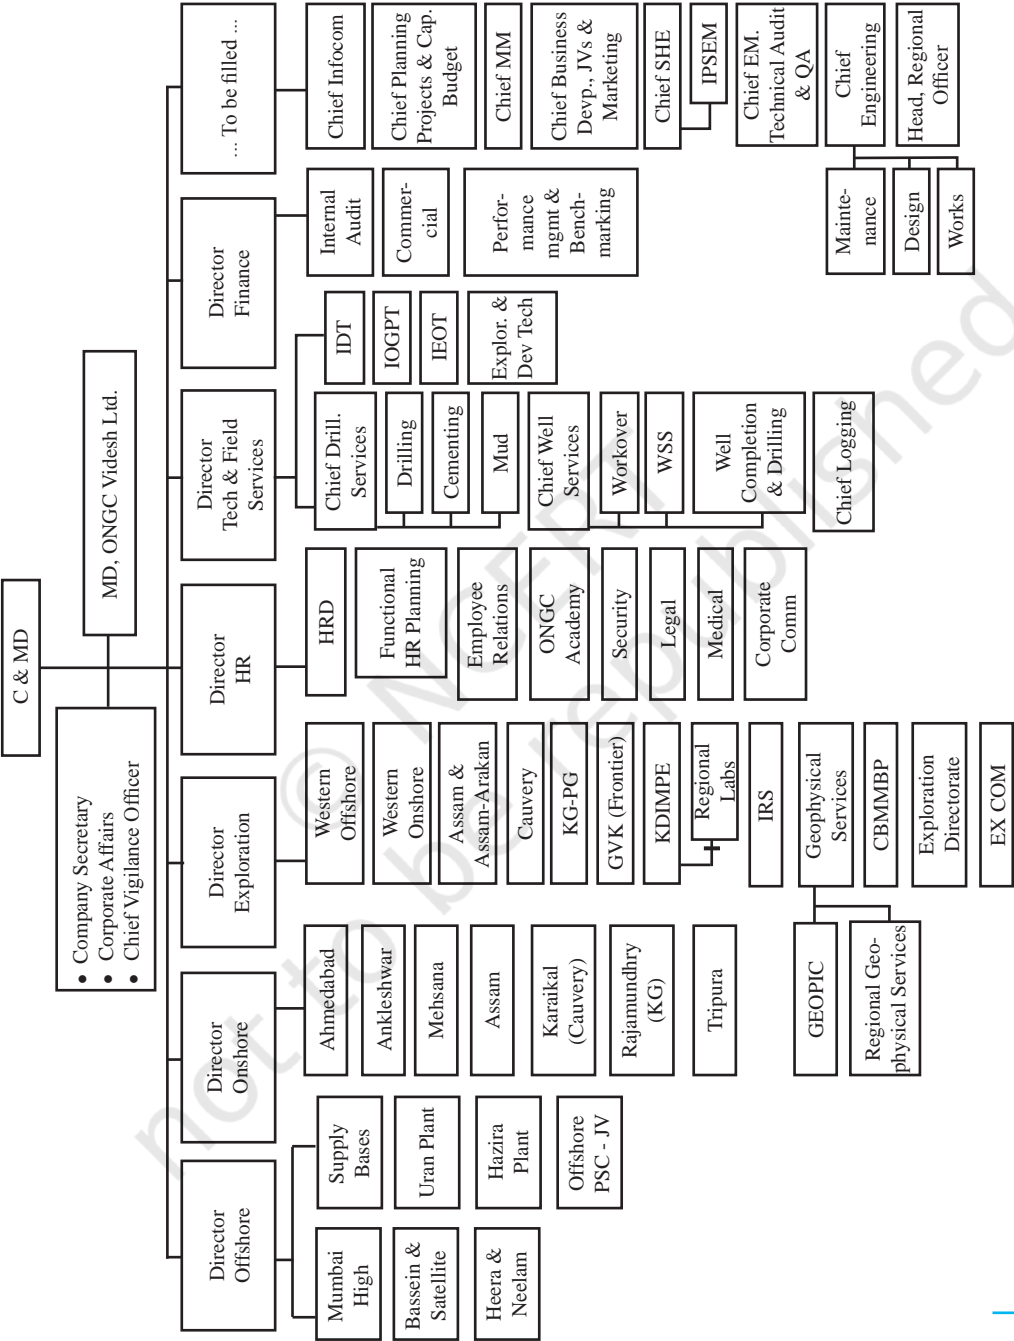 C & MD
• Company Secretary
• Corporate Affairs
• Chief Vigilance Officer
MD, ONGC Videsh Ltd.
Director
Offshore
Mumbai
High
Bassein &
Satellite
Heera &
Neelam
Supply
Bases
Uran Plant
Hazira
Plant
Offshore
PSC - JV
Director
Onshore
Ahmedabad
Ankleshwar
Mehsana
Assam
Karaikal
(Cauvery)
Rajamundhry
(KG)
Tripura
Director
Exploration
Western
Offshore
Western
Onshore
Assam &
Assam-Arakan
Cauvery
KG-PG
GVK (Frontier)
KDIMPE
Regional
Labs
IRS
Geophysical
Services
GEOPIC
Regional Geo-
physical Services
CBMMBP
Exploration
Directorate
EX COM
Director
HR
HRD
Functional
HR Planning
Employee
Relations
ONGC
Academy
Security
Legal
Medical
Corporate
Comm
Director
Tech & Field
Services
Chief Drill.
Services
Drilling
Cementing
Mud
Chief Well
Services
Workover
WSS
Well
Completion
& Drilling
Chief Logging
IDT
IOGPT
IEOT
Explor. &
Dev Tech
Director
Finance
Internal
Audit
Commer-
cial
Perfor-
mance
mgmt &
Bench-
marking
... To be filled ...
Chief Infocom
Chief Planning
Projects & Cap.
Budget
Chief MM
Chief Business
Devp., JVs &
Marketing
Chief SHE
IPSEM
Chief EM.
Technical Audit
& QA
Chief
Engineering
Mainte-
nance
Design
Works
Head, Regional
Officer
© NCERT
not to be republished